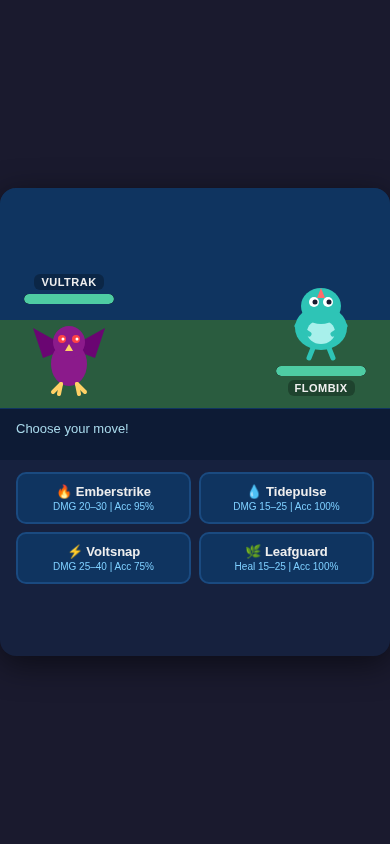 VULTRAK
FLOMBIX
Choose your move!
🔥 Emberstrike
DMG 20–30 | Acc 95%
💧 Tidepulse
DMG 15–25 | Acc 100%
⚡ Voltsnap
DMG 25–40 | Acc 75%
🌿 Leafguard
Heal 15–25 | Acc 100%